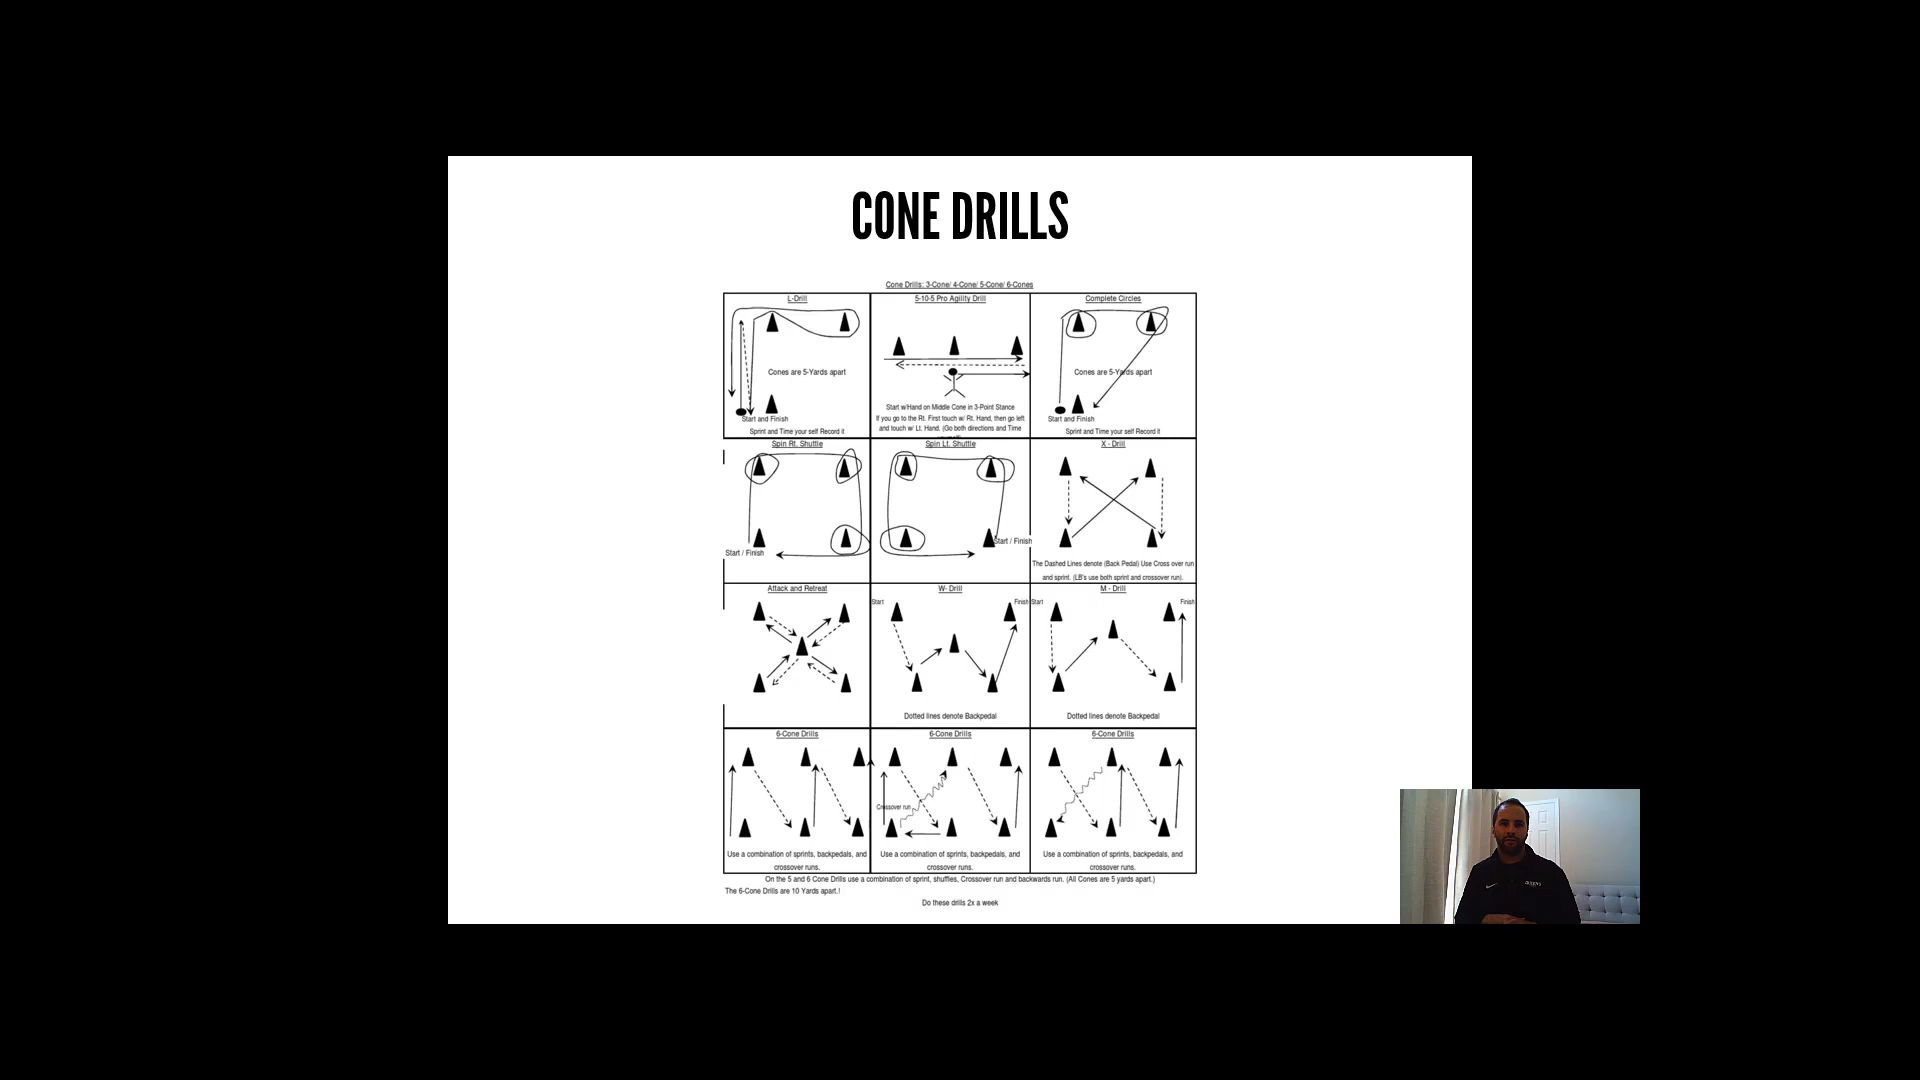 CONE DRILLS
Cone Drills: 3-Cone/ 4-Cone/ 5-Cone/ 6-Cones
L-Drill
Cones are 5-Yards apart
Start and Finish
Sprint and Time your self Record it
5-10-5 Pro Agility Drill
Start w/Hand on Middle Cone in 3-Point Stance
If you go to the Rt. First touch w/ Rt. Hand, then go left
and touch w/ Lt. Hand. (Go both directions and Time
Complete Circles
Cones are 5-Yards apart
Start and Finish
Sprint and Time your self Record it
Spin Rt. Shuttle
Start / Finish
Spin Lt. Shuttle
Start / Finish
X - Drill
The Dashed Lines denote (Back Pedal) Use Cross over run
and sprint. (LB's use both sprint and crossover run).
Attack and Retreat
W- Drill
Start
Finish
Dotted lines denote Backpedal
M - Drill
Start
Finish
Dotted lines denote Backpedal
6-Cone Drills
Use a combination of sprints, backpedals, and
crossover runs.
6-Cone Drills
Crossover run
Use a combination of sprints, backpedals, and
crossover runs.
6-Cone Drills
Use a combination of sprints, backpedals, and
crossover runs.
On the 5 and 6 Cone Drills use a combination of sprint, shuffles, Crossover run and backwards run. (All Cones are 5 yards apart.)
The 6-Cone Drills are 10 Yards apart.!
Do these drills 2x a week